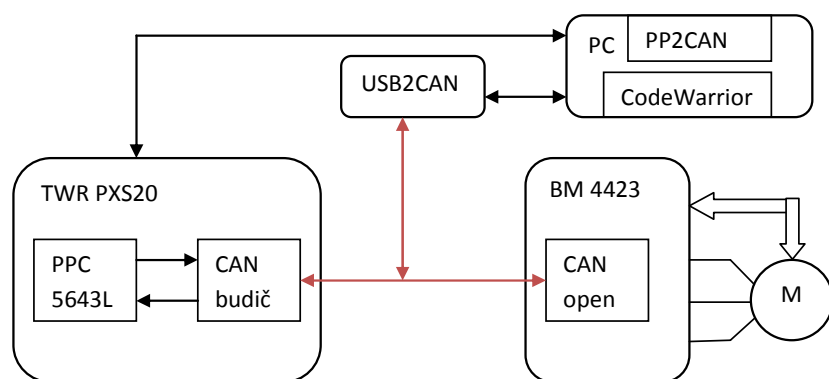 PC
PP2CAN
CodeWarrior
USB2CAN
TWR PXS20
PPC
5643L
CAN
budič
BM 4423
CAN
open
M